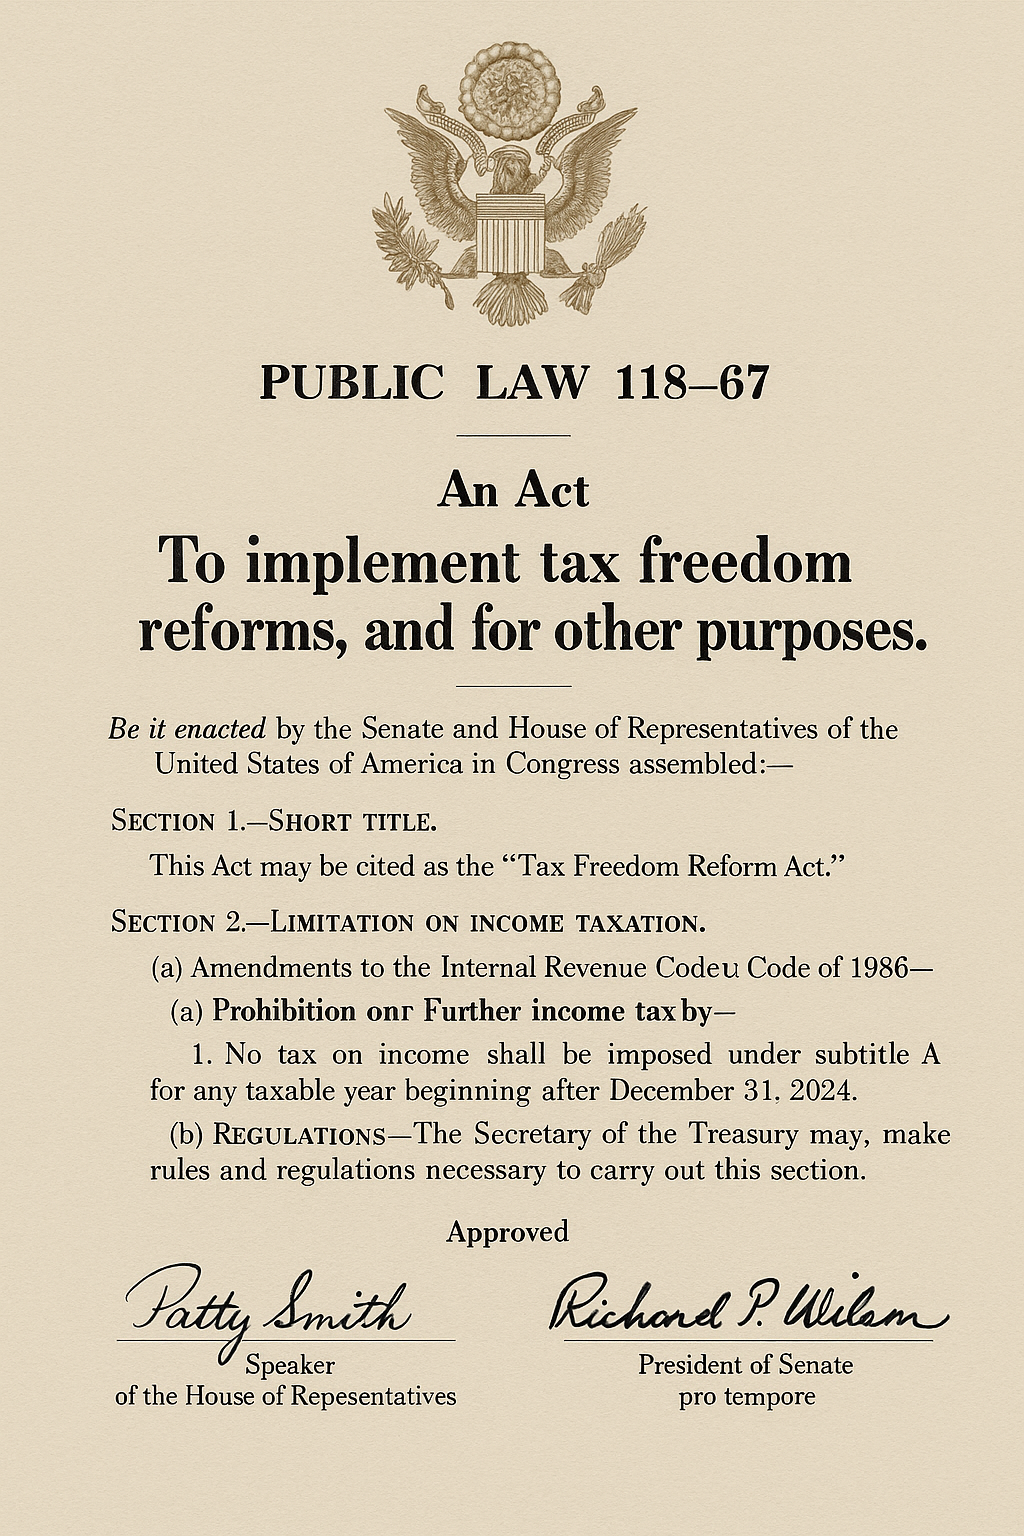 PUBLIC LAW 118–67
An Act
To implement tax freedom
reforms, and for other purposes.
Be it enacted by the Senate and House of Representatives of the
United States of America in Congress assembled:—
SECTION 1.—SHORT TITLE.
This Act may be cited as the “Tax Freedom Reform Act.”
SECTION 2.—LIMITATION ON INCOME TAXATION.
(a) Amendments to the Internal Revenue Codeu Code of 1986—
(a) Prohibition onr Further income tax by—
1. No tax on income shall be imposed under subtitle A
for any taxable year beginning after December 31, 2024.
(b) REGULATIONS—The Secretary of the Treasury may, make
rules and regulations necessary to carry out this section.
Approved
Patty Smith
Richard P. Wilson
Speaker
of the House of Repesentatives
President of Senate
pro tempore